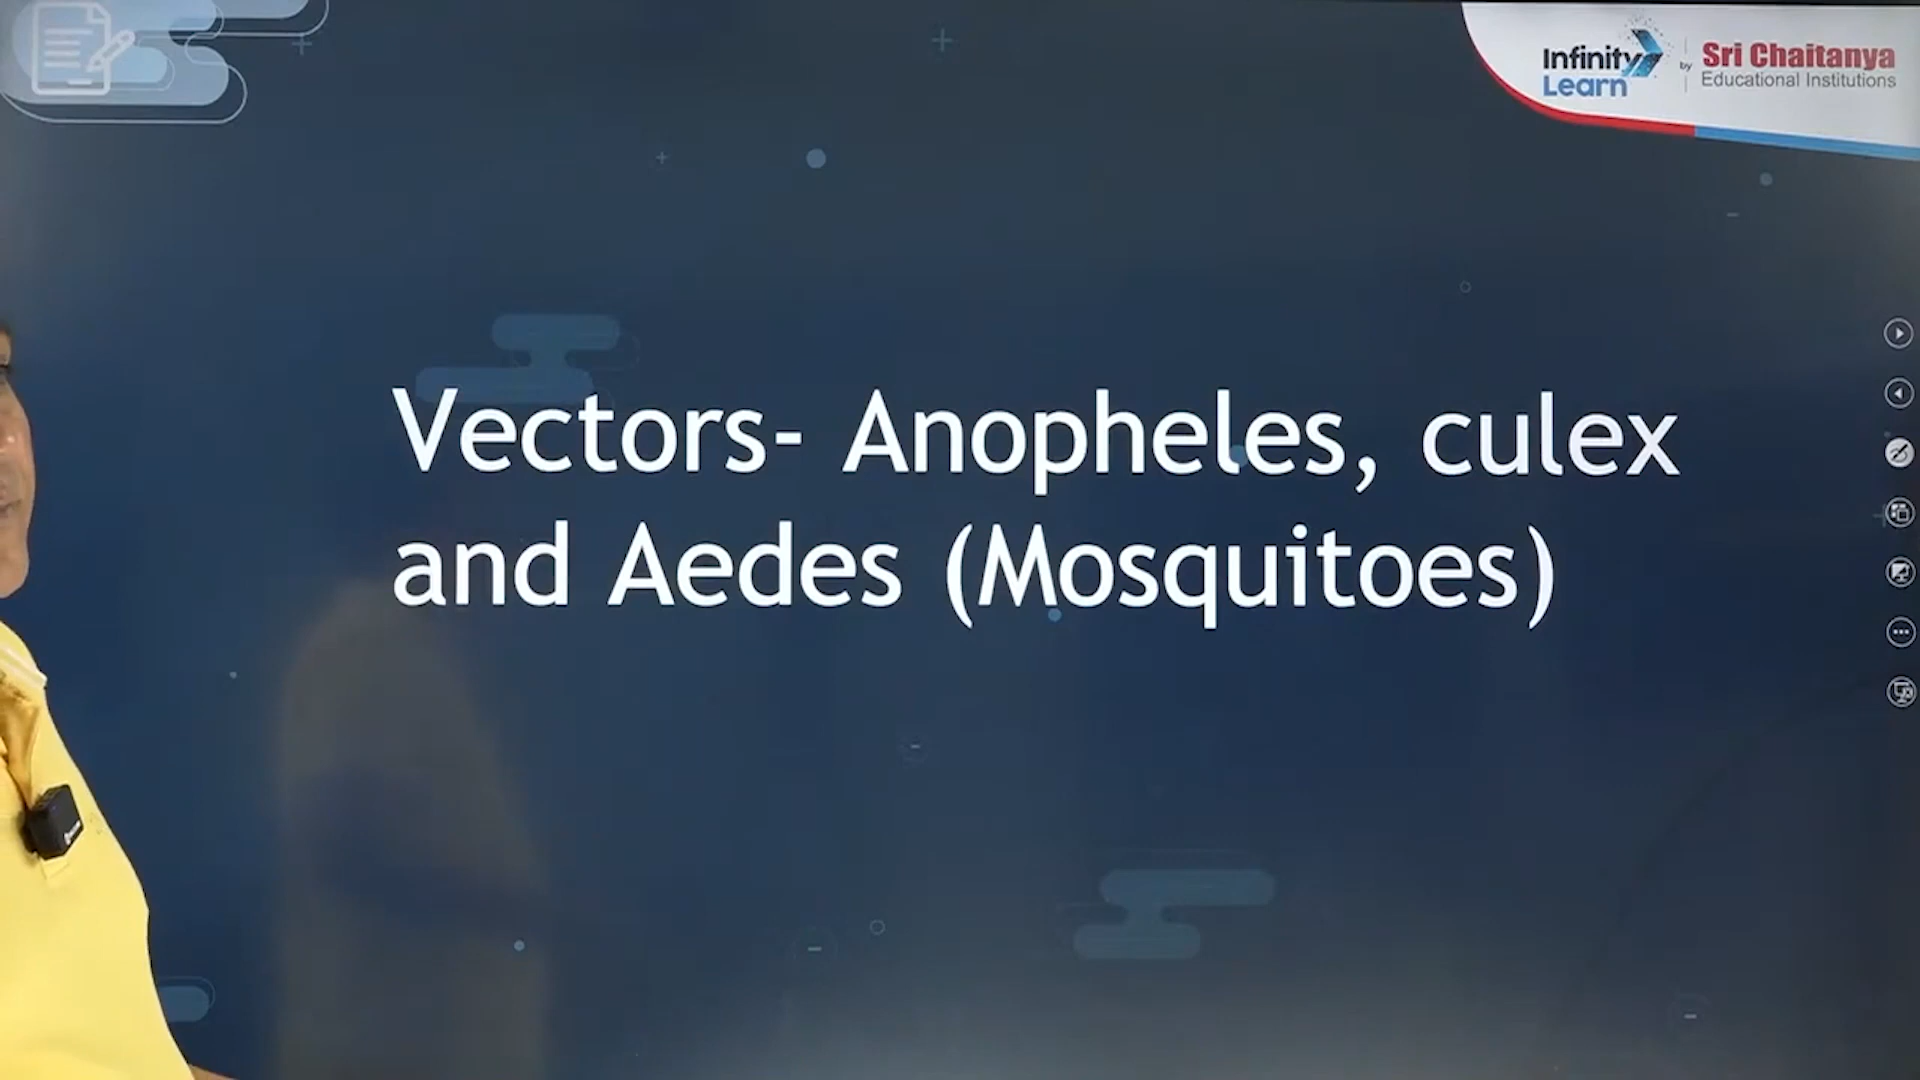 Infinity
Learn
by
Sri Chaitanya
Educational Institutions
Vectors- Anopheles, culex
and Aedes (Mosquitoes)